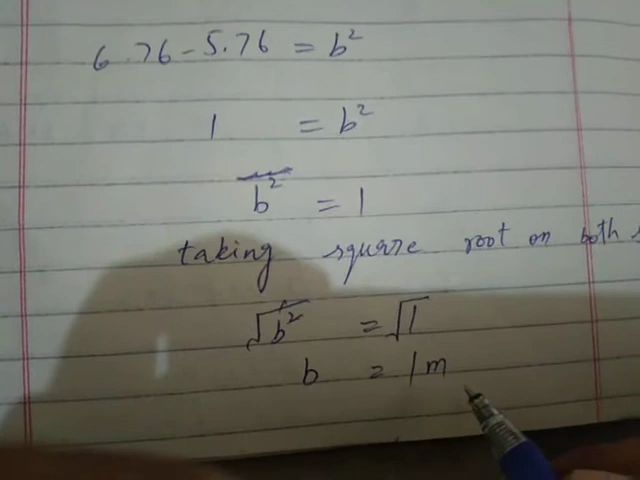 6.76 - 5.76 = b²
1 = b²
b² = 1
taking square root on both
√b² = √1
b = 1m